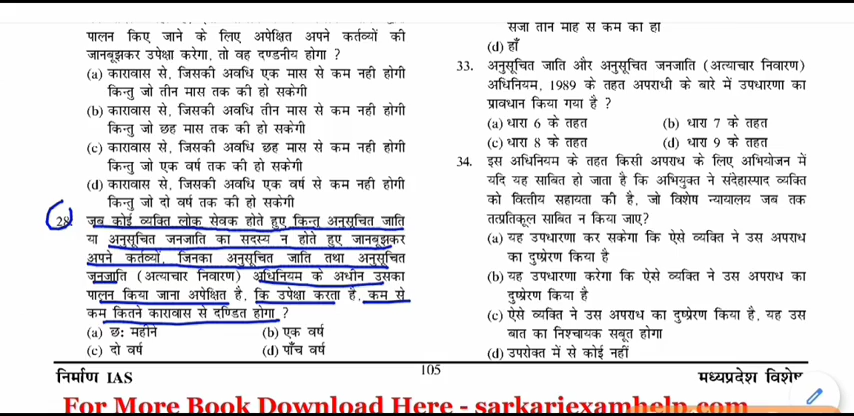 पालन किए जाने के लिए अपेक्षित अपने कर्तव्यों की
जानबूझकर उपेक्षा करेगा, तो वह दण्डनीय होगा ?
(a) कारावास से, जिसकी अवधि एक मास से कम नही होगी
किन्तु जो तीन मास तक की हो सकेगी
(b) कारावास से, जिसकी अवधि तीन मास से कम नही होगी
किन्तु जो छह मास तक की हो सकगी
(c) कारावास से, जिसकी अवधि छह मास से कम नही होगी
किन्तु जो एक वर्ष तक की हो सकगी
(d) कारावास से, जिसकी अवधि एक वर्ष से कम नही होगी
किन्तु जो दो वर्ष तक की हो सकगी
28. जब कोई व्यक्ति लोक सेवक होते हुए किन्तु अनुसूचित जाति
या अनुसूचित जनजाति का सदस्य न होते हुए जानबूझकर
अपने कर्तव्यों, जिनका अनुसूचित जाति तथा अनुसूचित
जनजाति (अत्याचार निवारण) अधिनियम के अधीन उसका
पालन किया जाना अपेक्षित है, कि उपेक्षा करता है, कम से
कम कितने कारावास से दण्डित होगा ?
(a) छ: महीने (b) एक वर्ष
(c) दो वर्ष (d) पाँच वर्ष
सजा तीन माह से कम की हो
(d) हाँ
33. अनुसूचित जाति और अनुसूचित जनजाति (अत्याचार निवारण)
अधिनियम, 1989 के तहत अपराधी के बारे में उपधारणा का
प्रावधान किया गया है ?
(a) धारा 6 के तहत (b) धारा 7 के तहत
(c) धारा 8 के तहत (d) धारा 9 के तहत
34. इस अधिनियम के तहत किसी अपराध के लिए अभियोजन में
यदि यह साबित हो जाता है कि अभियुक्त ने संदेहास्पाद व्यक्ति
को वित्तीय सहायता की है, जो विशेष न्यायालय जब तक
तत्प्रतिकूल साबित न किया जाए?
(a) यह उपधारणा कर सकेगा कि ऐसे व्यक्ति ने उस अपराध
का दुष्प्रेरण किया है
(b) यह उपधारणा करेगा कि ऐसे व्यक्ति ने उस अपराध का
दुष्प्रेरण किया है
(c) ऐसे व्यक्ति ने उस अपराध का दुष्प्रेरण किया है, यह उस
बात का निश्चायक सबूत होगा
(d) उपरोक्त में से कोई नहीं
निर्माण IAS 105 मध्यप्रदेश विशेष
For More Book Download Here - sarkariexamhelp.com